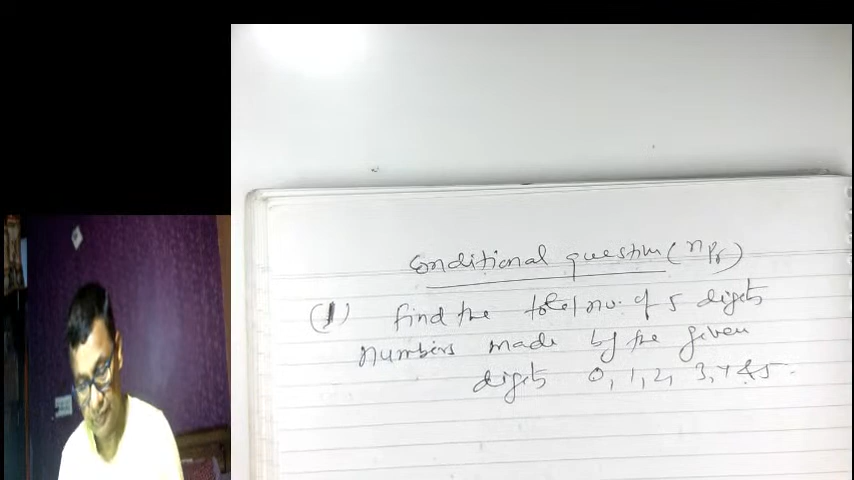 Conditional question (nPr)
(1) find the total no. of 5 digits
numbers made by the given
digits 0, 1, 2, 3, 4 & 5.